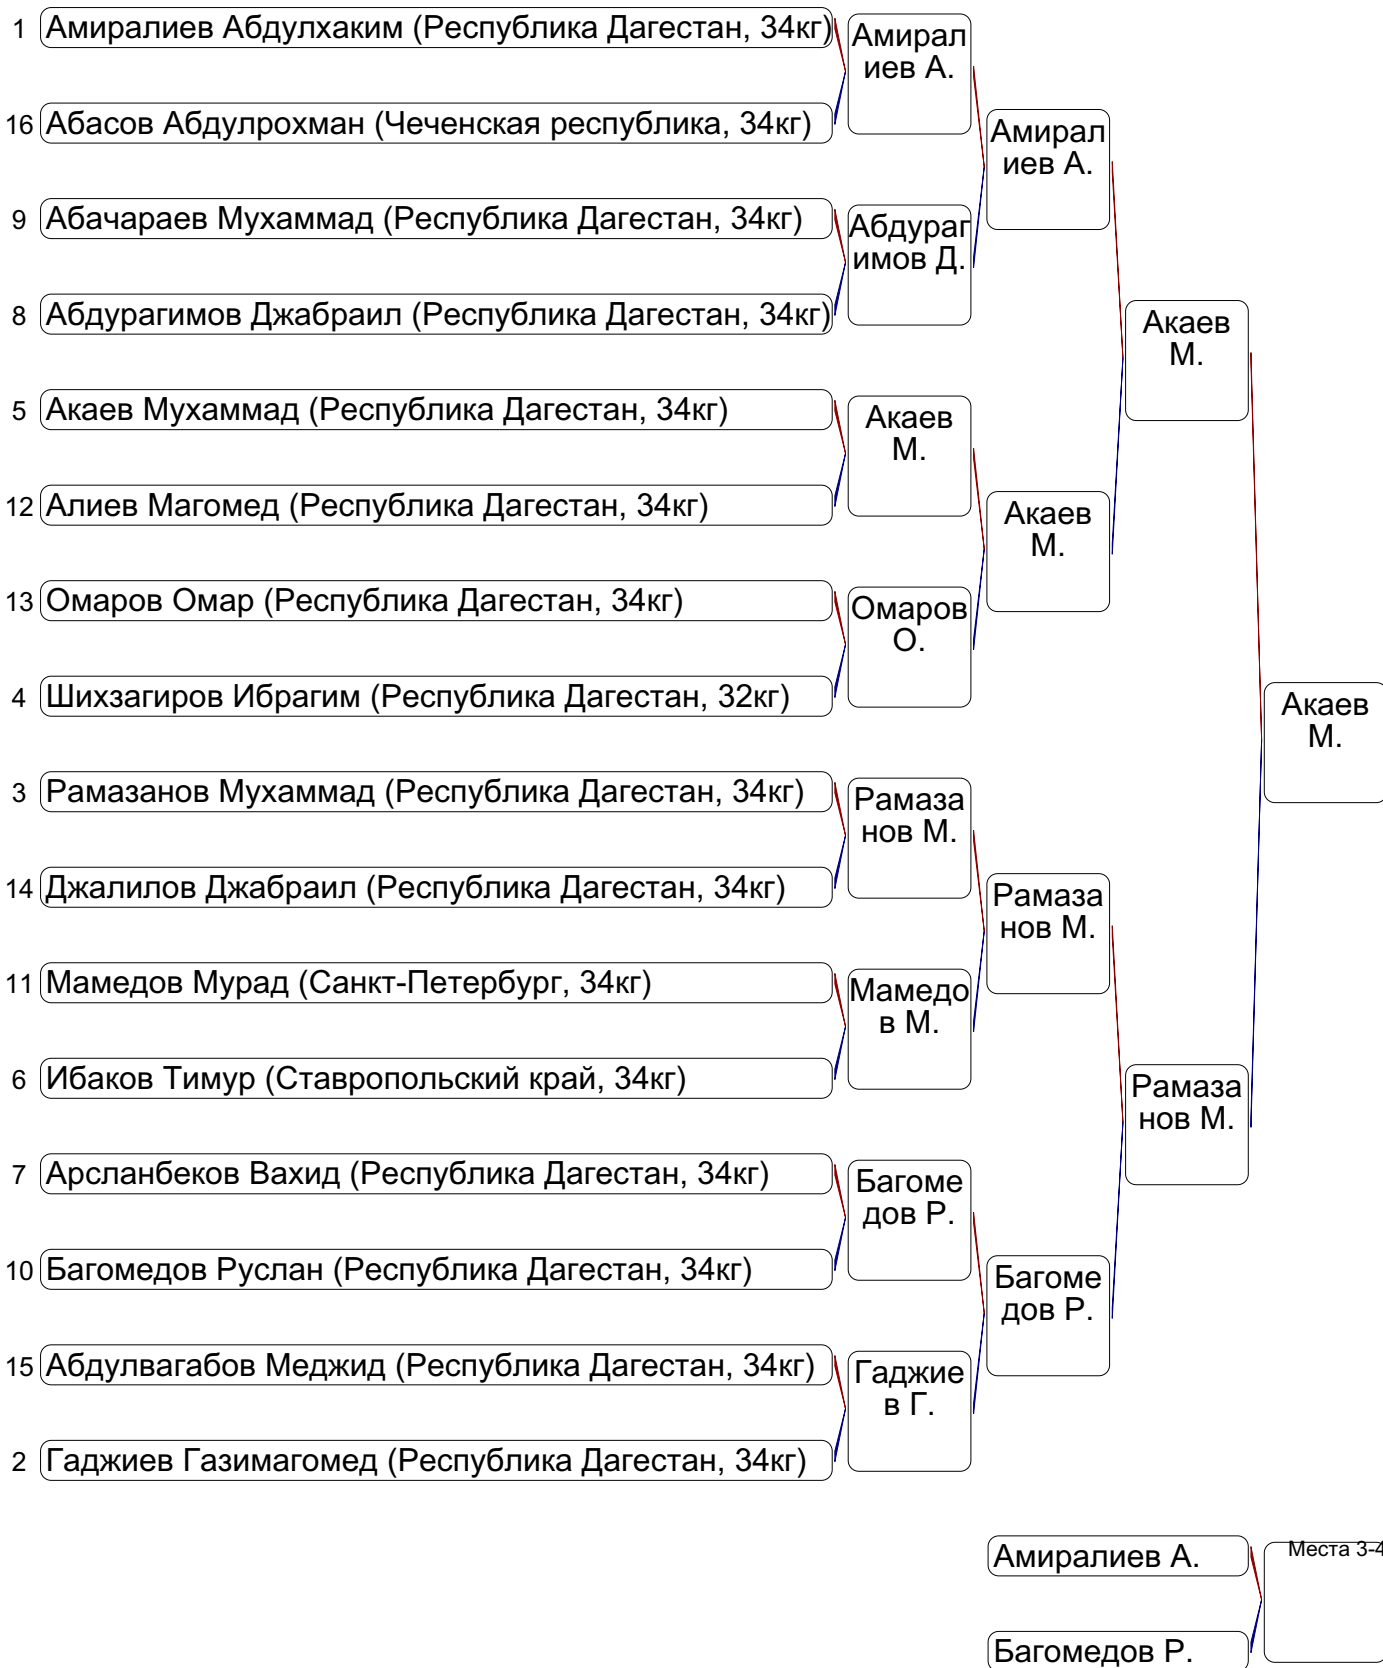 1 Амиралиев Абдулхаким (Республика Дагестан, 34кг)
16 Абасов Абдулрохман (Чеченская республика, 34кг)
9 Абачараев Мухаммад (Республика Дагестан, 34кг)
8 Абдурагимов Джабраил (Республика Дагестан, 34кг)
5 Акаев Мухаммад (Республика Дагестан, 34кг)
12 Алиев Магомед (Республика Дагестан, 34кг)
13 Омаров Омар (Республика Дагестан, 34кг)
4 Шихзагиров Ибрагим (Республика Дагестан, 32кг)
3 Рамазанов Мухаммад (Республика Дагестан, 34кг)
14 Джалилов Джабраил (Республика Дагестан, 34кг)
11 Мамедов Мурад (Санкт-Петербург, 34кг)
6 Ибаков Тимур (Ставропольский край, 34кг)
7 Арсланбеков Вахид (Республика Дагестан, 34кг)
10 Багомедов Руслан (Республика Дагестан, 34кг)
15 Абдулвагабов Меджид (Республика Дагестан, 34кг)
2 Гаджиев Газимагомед (Республика Дагестан, 34кг)
Амирал
иев А.
Абдураг
имов Д.
Акаев
М.
Омаров
О.
Рамаза
нов М.
Мамедо
в М.
Багоме
дов Р.
Гаджие
в Г.
Амирал
иев А.
Акаев
М.
Рамаза
нов М.
Багоме
дов Р.
Акаев
М.
Рамаза
нов М.
Акаев
М.
Амиралиев А.
Багомедов Р.
Места 3-4